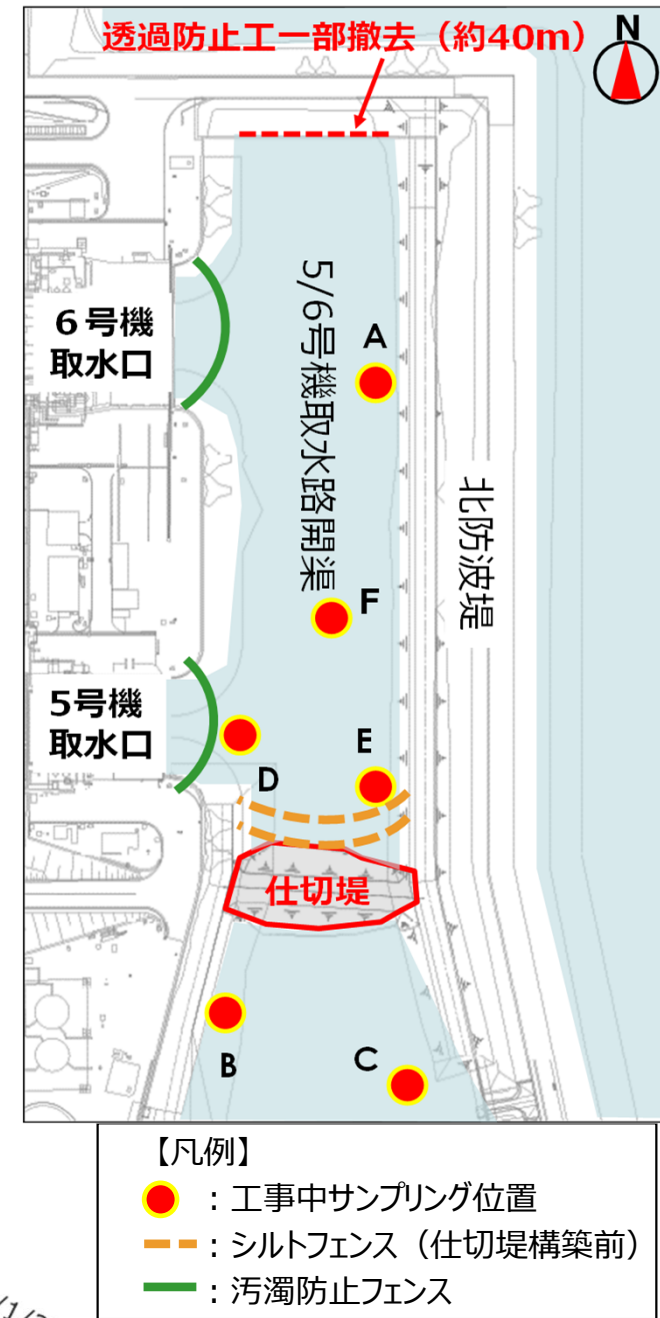 透過防止工一部撤去（約40m）
N
６号機
取水口
5/6号機取水路開渠
A
北防波堤
F
5号機
取水口
E
D
仕切堤
B
C
【凡例】
：工事中サンプリング位置
：シルトフェンス（仕切堤構築前）
：汚濁防止フェンス